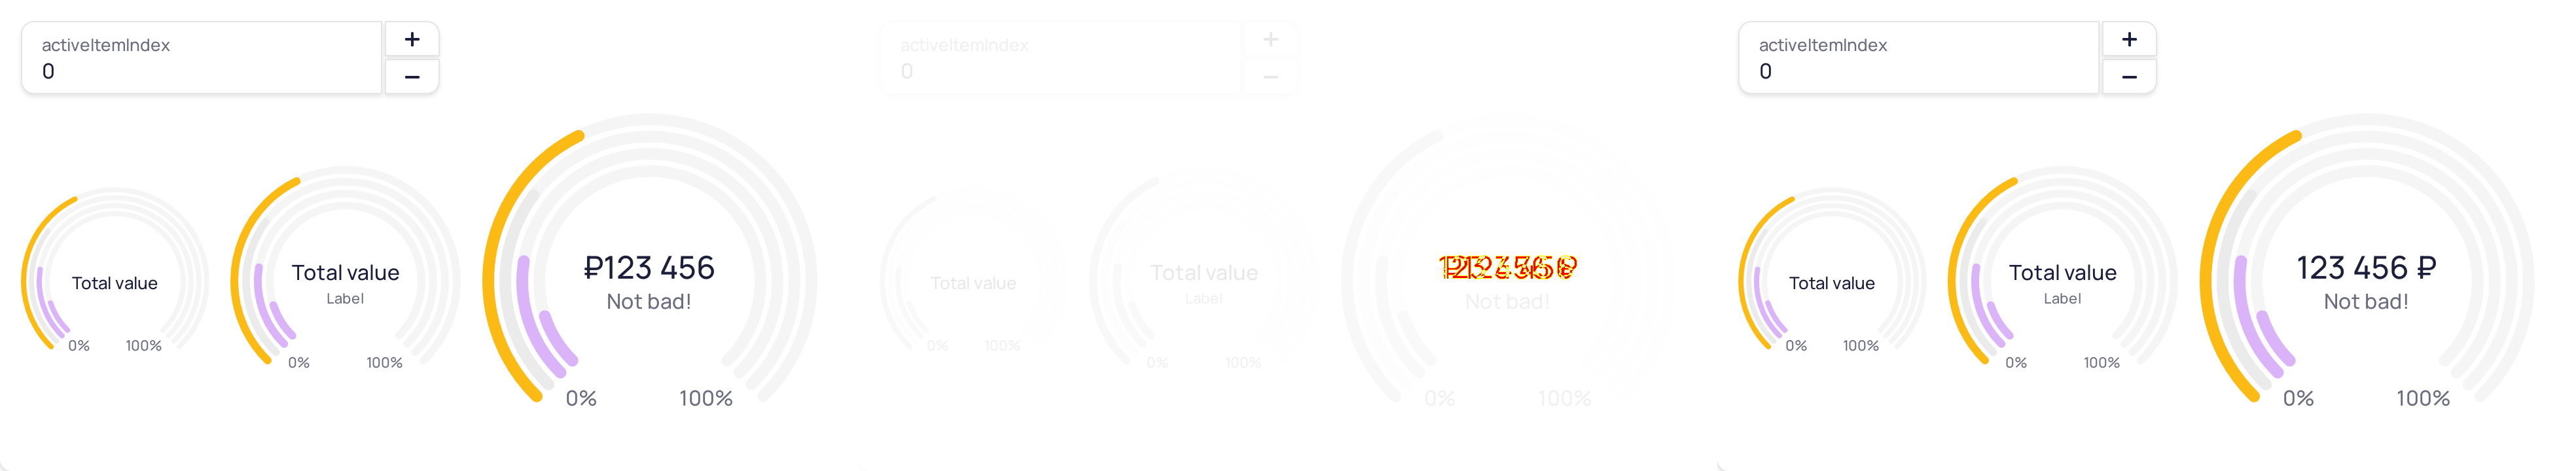 activeItemIndex
0
+
−
Total value
0% 100%
Total value
Label
0% 100%
₽123 456
Not bad!
0% 100%
activeItemIndex
0
+
−
Total value
0% 100%
Total value
Label
0% 100%
Not bad!
0% 100%
activeItemIndex
0
+
−
Total value
0% 100%
Total value
Label
0% 100%
123 456 ₽
Not bad!
0% 100%